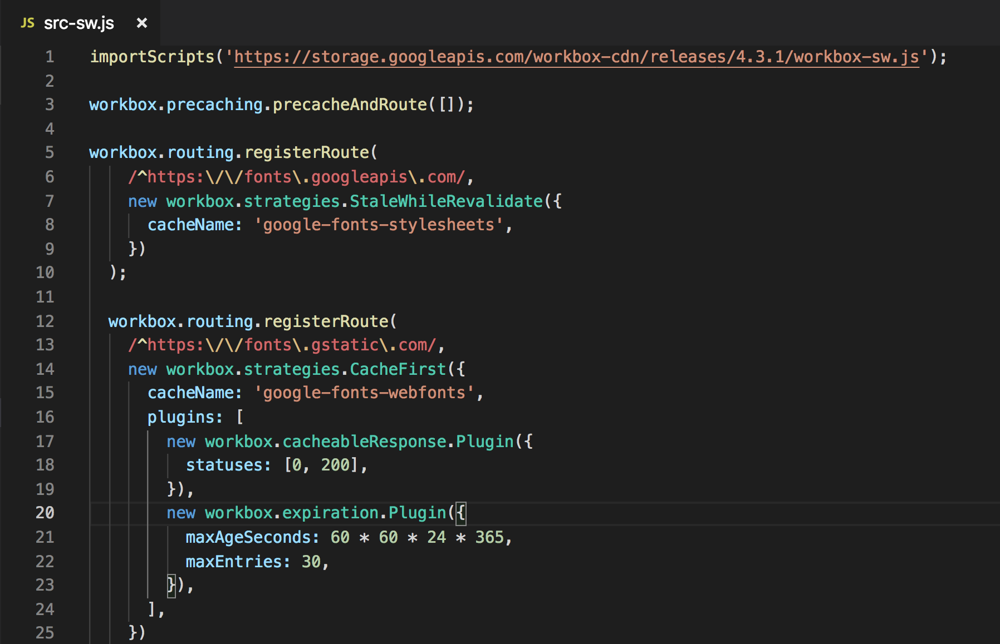 JS src-sw.js ×
1 importScripts('https://storage.googleapis.com/workbox-cdn/releases/4.3.1/workbox-sw.js');
2
3 workbox.precaching.precacheAndRoute([]);
4
5 workbox.routing.registerRoute(
6 /^https:\/\/fonts\.googleapis\.com/,
7 new workbox.strategies.StaleWhileRevalidate({
8 cacheName: 'google-fonts-stylesheets',
9 })
10 );
11
12 workbox.routing.registerRoute(
13 /^https:\/\/fonts\.gstatic\.com/,
14 new workbox.strategies.CacheFirst({
15 cacheName: 'google-fonts-webfonts',
16 plugins: [
17 new workbox.cacheableResponse.Plugin({
18 statuses: [0, 200],
19 }),
20 new workbox.expiration.Plugin({
21 maxAgeSeconds: 60 * 60 * 24 * 365,
22 maxEntries: 30,
23 }),
24 ],
25 })